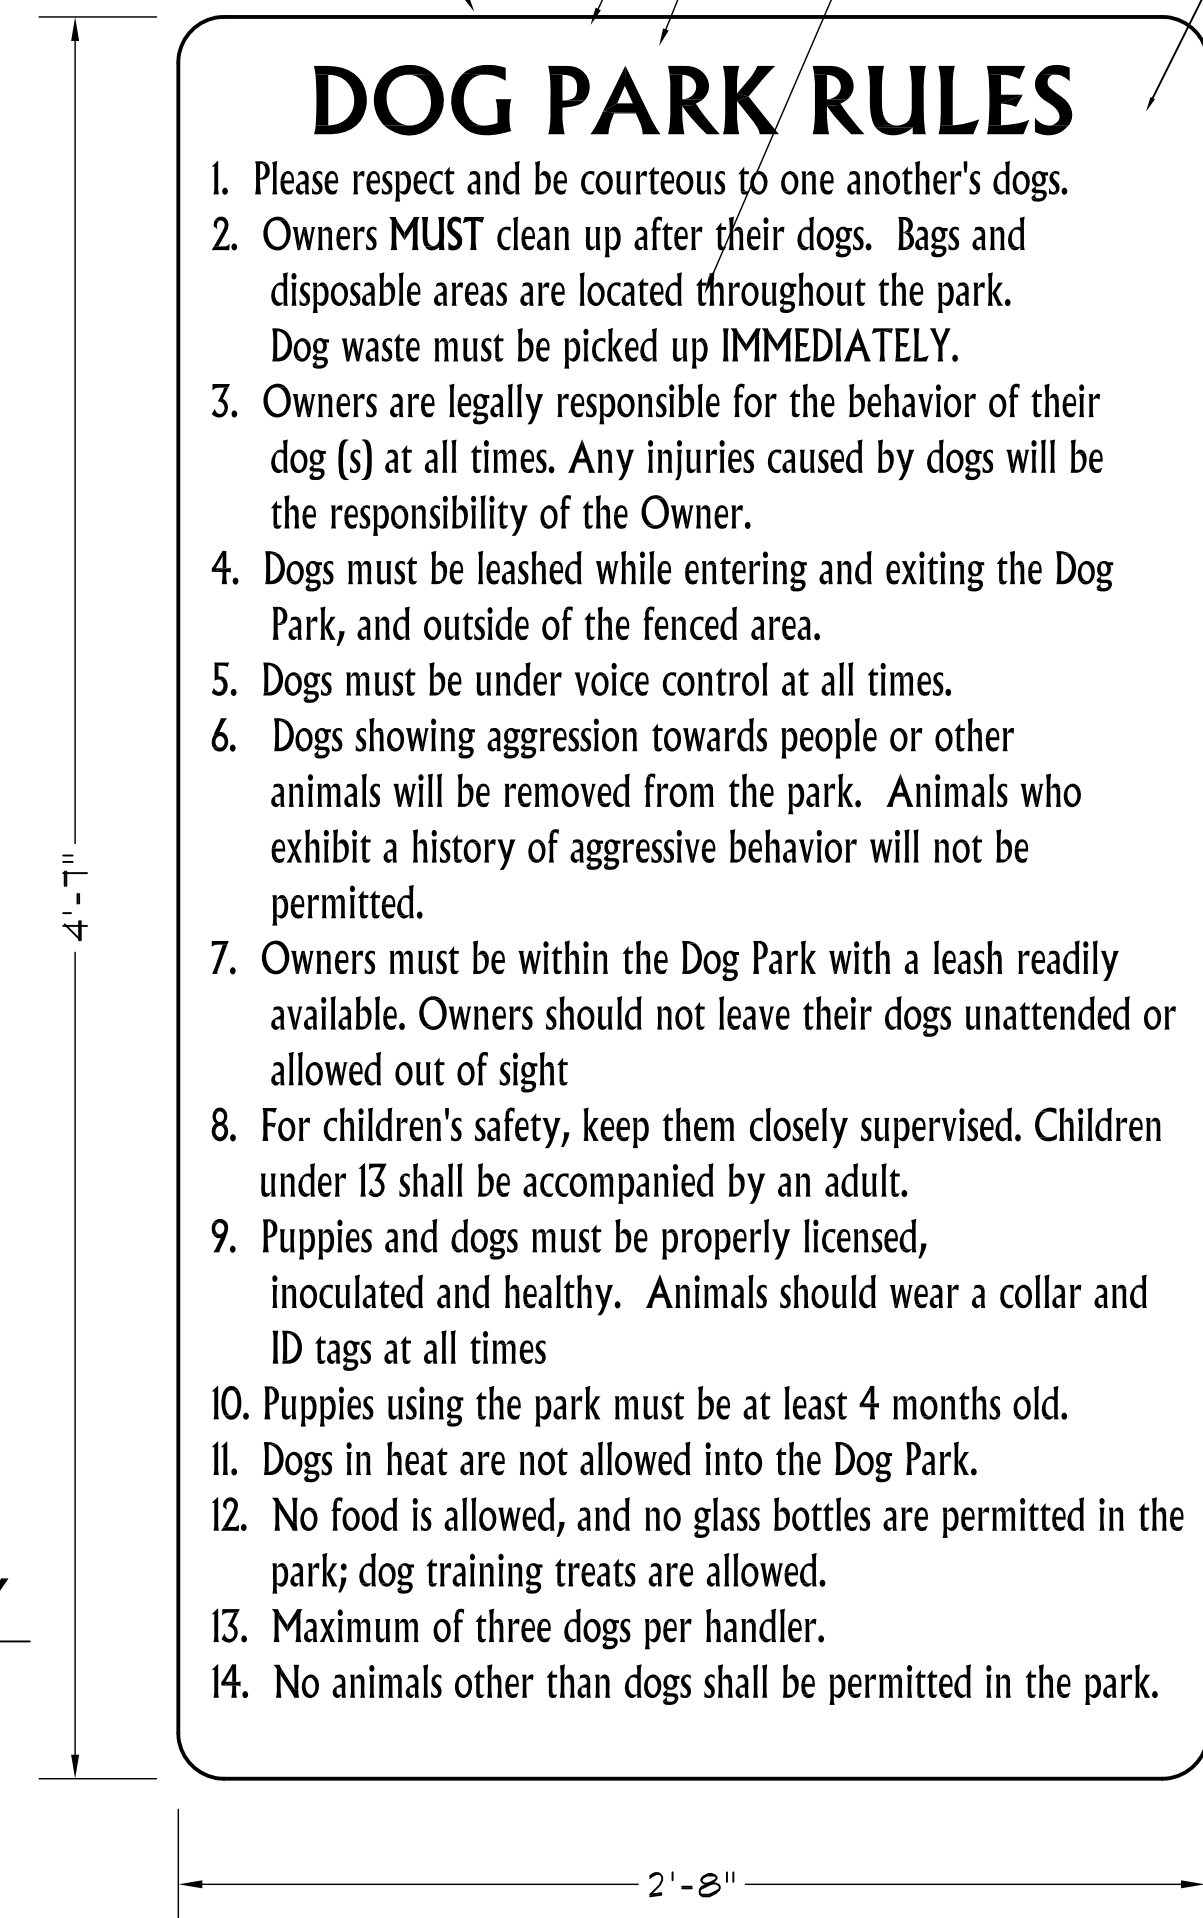 DOG PARK RULES
1. Please respect and be courteous to one another's dogs.
2. Owners MUST clean up after their dogs. Bags and
disposable areas are located throughout the park.
Dog waste must be picked up IMMEDIATELY.
3. Owners are legally responsible for the behavior of their
dog (s) at all times. Any injuries caused by dogs will be
the responsibility of the Owner.
4. Dogs must be leashed while entering and exiting the Dog
Park, and outside of the fenced area.
5. Dogs must be under voice control at all times.
6. Dogs showing aggression towards people or other
animals will be removed from the park. Animals who
exhibit a history of aggressive behavior will not be
permitted.
7. Owners must be within the Dog Park with a leash readily
available. Owners should not leave their dogs unattended or
allowed out of sight
8. For children's safety, keep them closely supervised. Children
under 13 shall be accompanied by an adult.
9. Puppies and dogs must be properly licensed,
inoculated and healthy. Animals should wear a collar and
ID tags at all times
10. Puppies using the park must be at least 4 months old.
11. Dogs in heat are not allowed into the Dog Park.
12. No food is allowed, and no glass bottles are permitted in the
park; dog training treats are allowed.
13. Maximum of three dogs per handler.
14. No animals other than dogs shall be permitted in the park.
4'-7"
2'-8"